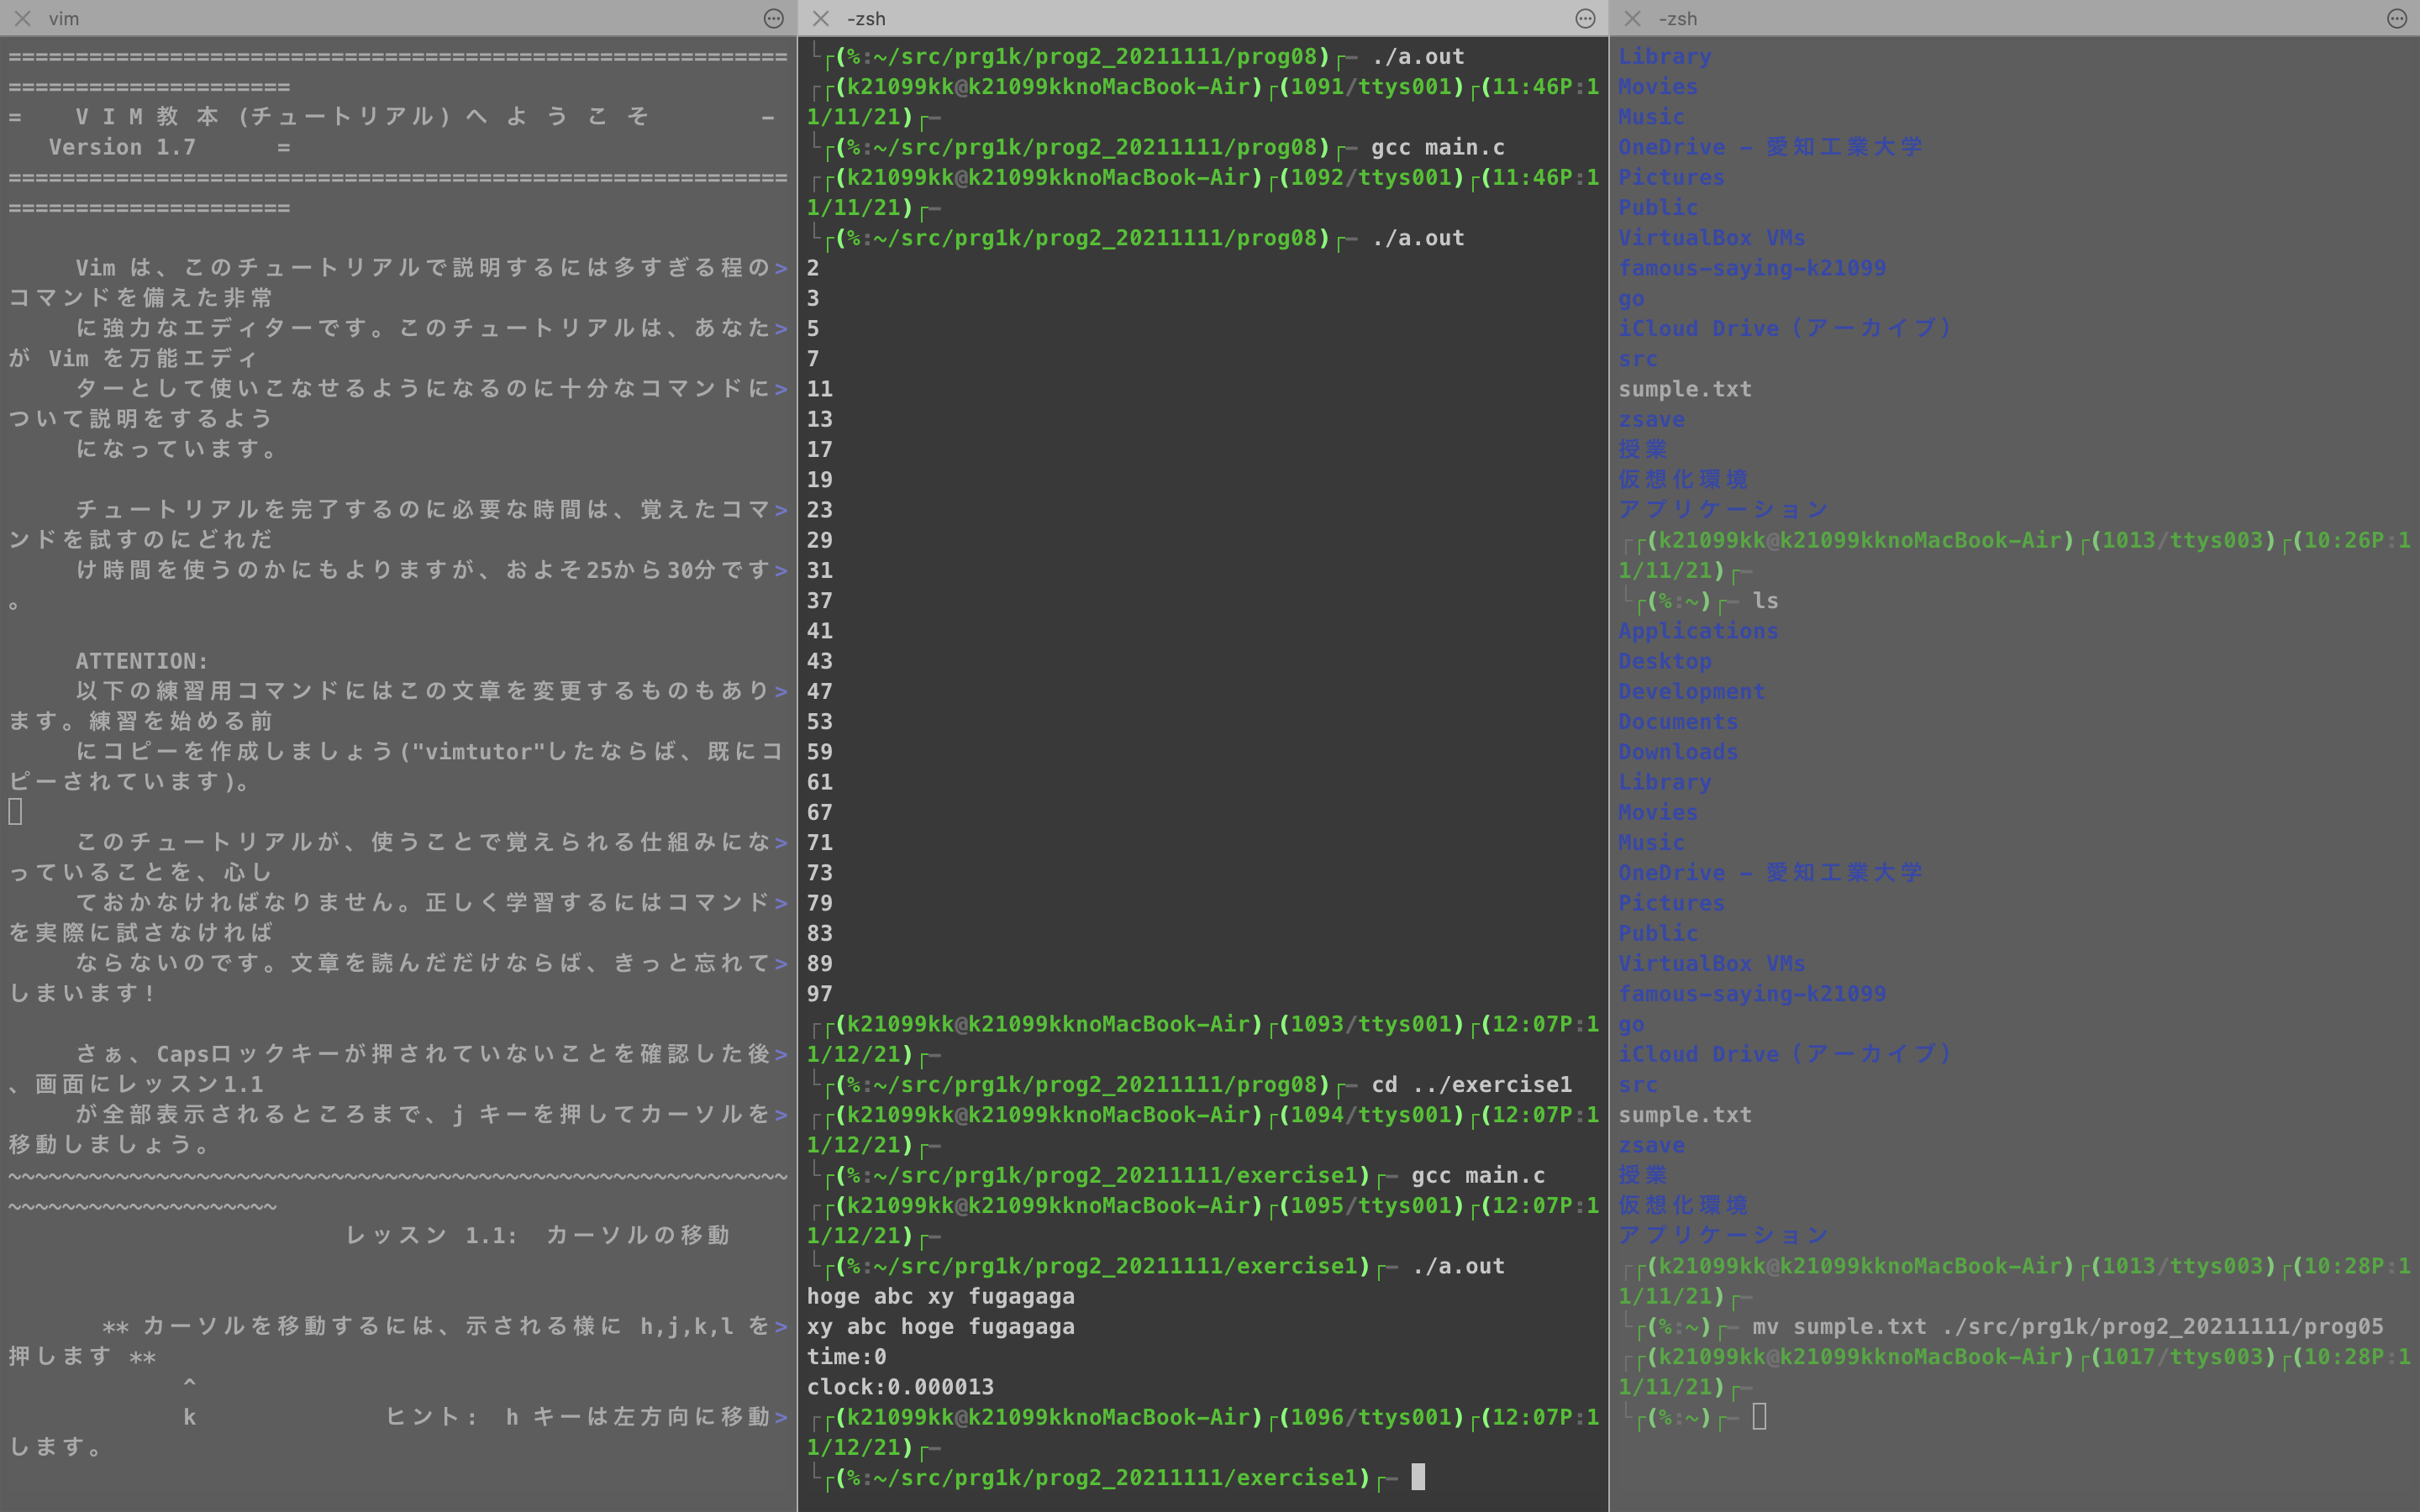 vim
==========================================================
=====================
=    V I M 教 本 (チュートリアル) へ よ う こ そ        -
   Version 1.7      =
==========================================================
=====================
     Vim は、このチュートリアルで説明するには多すぎる程の>
コマンドを備えた非常
     に強力なエディターです。このチュートリアルは、あなた>
が Vim を万能エディ
     ターとして使いこなせるようになるのに十分なコマンドに>
ついて説明をするよう
     になっています。
     チュートリアルを完了するのに必要な時間は、覚えたコマ>
ンドを試すのにどれだ
     け時間を使うのかにもよりますが、およそ25から30分です>
。
     ATTENTION:
     以下の練習用コマンドにはこの文章を変更するものもあり>
ます。練習を始める前
     にコピーを作成しましょう("vimtutor"したならば、既にコ
ピーされています)。
     このチュートリアルが、使うことで覚えられる仕組みにな>
っていることを、心し
     ておかなければなりません。正しく学習するにはコマンド>
を実際に試さなければ
     ならないのです。文章を読んだだけならば、きっと忘れて>
しまいます!
     さぁ、Capsロックキーが押されていないことを確認した後>
、画面にレッスン1.1
     が全部表示されるところまで、j キーを押してカーソルを>
移動しましょう。
~~~~~~~~~~~~~~~~~~~~~~~~~~~~~~~~~~~~~~~~~~~~~~~~~~~~~~~~~~
~~~~~~~~~~~~~~~~~~~~
                         レッスン 1.1:  カーソルの移動
       ** カーソルを移動するには、示される様に h,j,k,l を>
押します **
             ^
             k              ヒント:  h キーは左方向に移動>
します。
-zsh
└┌(%:~/src/prg1k/prog2_20211111/prog08)┌─ ./a.out
┌┌(k21099kk@k21099kknoMacBook-Air)┌(1091/ttys001)┌(11:46P:1
1/11/21)┌─
└┌(%:~/src/prg1k/prog2_20211111/prog08)┌─ gcc main.c
┌┌(k21099kk@k21099kknoMacBook-Air)┌(1092/ttys001)┌(11:46P:1
1/11/21)┌─
└┌(%:~/src/prg1k/prog2_20211111/prog08)┌─ ./a.out
2
3
5
7
11
13
17
19
23
29
31
37
41
43
47
53
59
61
67
71
73
79
83
89
97
┌┌(k21099kk@k21099kknoMacBook-Air)┌(1093/ttys001)┌(12:07P:1
1/12/21)┌─
└┌(%:~/src/prg1k/prog2_20211111/prog08)┌─ cd ../exercise1
┌┌(k21099kk@k21099kknoMacBook-Air)┌(1094/ttys001)┌(12:07P:1
1/12/21)┌─
└┌(%:~/src/prg1k/prog2_20211111/exercise1)┌─ gcc main.c
┌┌(k21099kk@k21099kknoMacBook-Air)┌(1095/ttys001)┌(12:07P:1
1/12/21)┌─
└┌(%:~/src/prg1k/prog2_20211111/exercise1)┌─ ./a.out
hoge abc xy fugagaga
xy abc hoge fugagaga
time:0
clock:0.000013
┌┌(k21099kk@k21099kknoMacBook-Air)┌(1096/ttys001)┌(12:07P:1
1/12/21)┌─
└┌(%:~/src/prg1k/prog2_20211111/exercise1)┌─
-zsh
Library
Movies
Music
OneDrive - 愛知工業大学
Pictures
Public
VirtualBox VMs
famous-saying-k21099
go
iCloud Drive（アーカイブ）
src
sumple.txt
zsave
授業
仮想化環境
アプリケーション
┌┌(k21099kk@k21099kknoMacBook-Air)┌(1013/ttys003)┌(10:26P:1
1/11/21)┌─
└┌(%:~)┌─ ls
Applications
Desktop
Development
Documents
Downloads
Library
Movies
Music
OneDrive - 愛知工業大学
Pictures
Public
VirtualBox VMs
famous-saying-k21099
go
iCloud Drive（アーカイブ）
src
sumple.txt
zsave
授業
仮想化環境
アプリケーション
┌┌(k21099kk@k21099kknoMacBook-Air)┌(1013/ttys003)┌(10:28P:1
1/11/21)┌─
└┌(%:~)┌─ mv sumple.txt ./src/prg1k/prog2_20211111/prog05
┌┌(k21099kk@k21099kknoMacBook-Air)┌(1017/ttys003)┌(10:28P:1
1/11/21)┌─
└┌(%:~)┌─